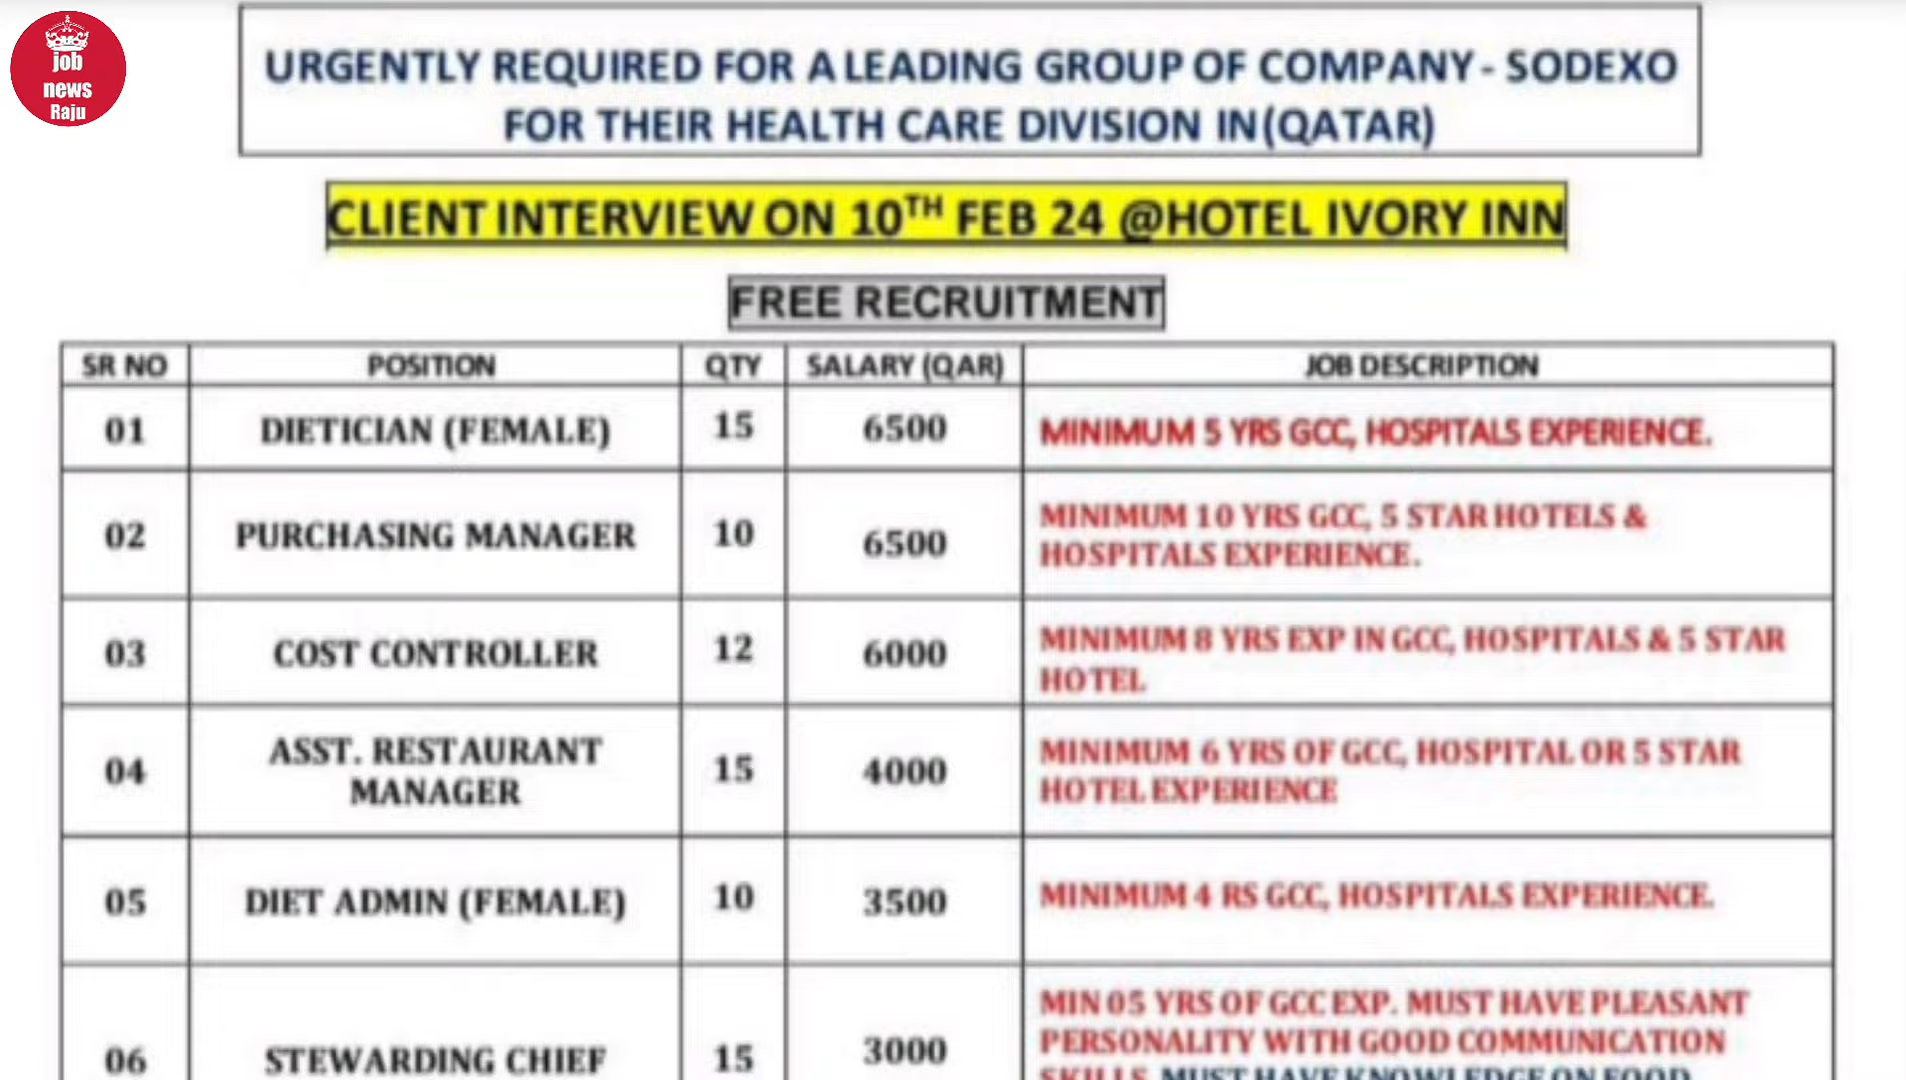 job
news
Raju
URGENTLY REQUIRED FOR A LEADING GROUP OF COMPANY - SODEXO
FOR THEIR HEALTH CARE DIVISION IN (QATAR)
CLIENT INTERVIEW ON 10TH FEB 24 @HOTEL IVORY INN
FREE RECRUITMENT
SR NO POSITION QTY SALARY (QAR) JOB DESCRIPTION
01 DIETICIAN (FEMALE) 15 6500 MINIMUM 5 YRS GCC, HOSPITALS EXPERIENCE.
02 PURCHASING MANAGER 10 6500 MINIMUM 10 YRS GCC, 5 STAR HOTELS &
HOSPITALS EXPERIENCE.
03 COST CONTROLLER 12 6000 MINIMUM 8 YRS EXP IN GCC, HOSPITALS & 5 STAR
HOTEL
04 ASST. RESTAURANT
MANAGER 15 4000 MINIMUM 6 YRS OF GCC, HOSPITAL OR 5 STAR
HOTEL EXPERIENCE
05 DIET ADMIN (FEMALE) 10 3500 MINIMUM 4 RS GCC, HOSPITALS EXPERIENCE.
06 STEWARDING CHIEF 15 3000 MIN 05 YRS OF GCC EXP. MUST HAVE PLEASANT
PERSONALITY WITH GOOD COMMUNICATION
SKILLS. MUST HAVE KNOWLEDGE ON FOOD